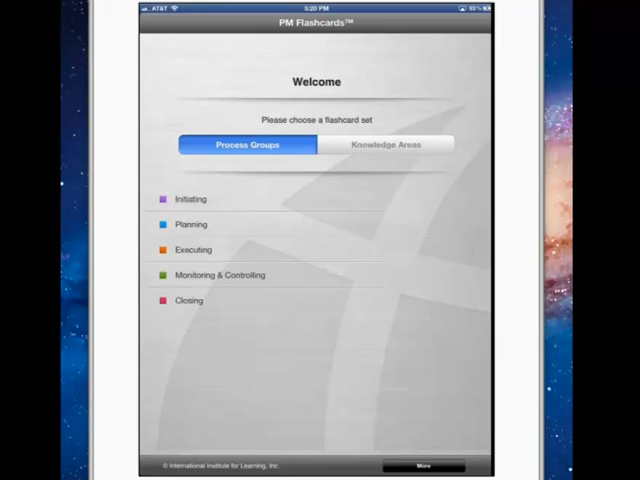 AT&T 5:20 PM 93%
PM Flashcards™
Welcome
Please choose a flashcard set
Process Groups Knowledge Areas
Initiating
Planning
Executing
Monitoring & Controlling
Closing
© International Institute for Learning, Inc. More